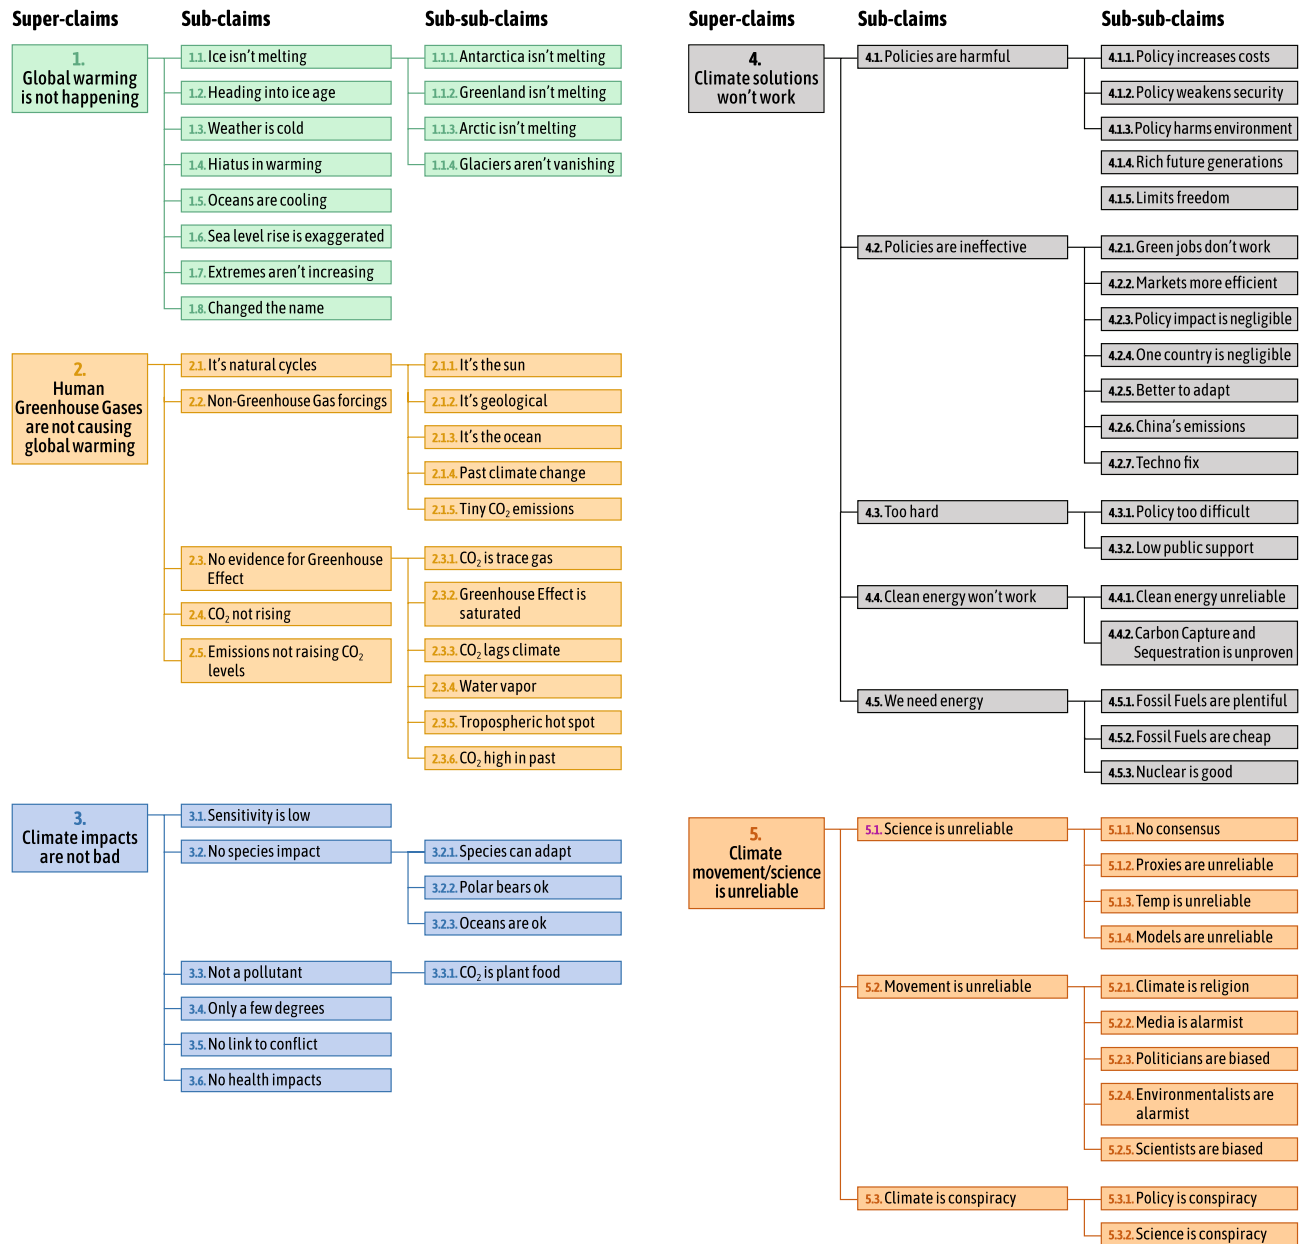 Super-claims
Sub-claims
Sub-sub-claims
1.
Global warming
is not happening
1.1. Ice isn't melting
1.1.1. Antarctica isn't melting
1.1.2. Greenland isn't melting
1.1.3. Arctic isn't melting
1.1.4. Glaciers aren't vanishing
1.2. Heading into ice age
1.3. Weather is cold
1.4. Hiatus in warming
1.5. Oceans are cooling
1.6. Sea level rise is exaggerated
1.7. Extremes aren't increasing
1.8. Changed the name
2.
Human
Greenhouse Gases
are not causing
global warming
2.1. It's natural cycles
2.1.1. It's the sun
2.1.2. It's geological
2.1.3. It's the ocean
2.1.4. Past climate change
2.1.5. Tiny CO₂ emissions
2.2. Non-Greenhouse Gas forcings
2.3. No evidence for Greenhouse
Effect
2.3.1. CO₂ is trace gas
2.3.2. Greenhouse Effect is
saturated
2.3.3. CO₂ lags climate
2.3.4. Water vapor
2.3.5. Tropospheric hot spot
2.3.6. CO₂ high in past
2.4. CO₂ not rising
2.5. Emissions not raising CO₂
levels
3.
Climate impacts
are not bad
3.1. Sensitivity is low
3.2. No species impact
3.2.1. Species can adapt
3.2.2. Polar bears ok
3.2.3. Oceans are ok
3.3. Not a pollutant
3.3.1. CO₂ is plant food
3.4. Only a few degrees
3.5. No link to conflict
3.6. No health impacts
Super-claims
Sub-claims
Sub-sub-claims
4.
Climate solutions
won't work
4.1. Policies are harmful
4.1.1. Policy increases costs
4.1.2. Policy weakens security
4.1.3. Policy harms environment
4.1.4. Rich future generations
4.1.5. Limits freedom
4.2. Policies are ineffective
4.2.1. Green jobs don't work
4.2.2. Markets more efficient
4.2.3. Policy impact is negligible
4.2.4. One country is negligible
4.2.5. Better to adapt
4.2.6. China's emissions
4.2.7. Techno fix
4.3. Too hard
4.3.1. Policy too difficult
4.3.2. Low public support
4.4. Clean energy won't work
4.4.1. Clean energy unreliable
4.4.2. Carbon Capture and
Sequestration is unproven
4.5. We need energy
4.5.1. Fossil Fuels are plentiful
4.5.2. Fossil Fuels are cheap
4.5.3. Nuclear is good
5.
Climate
movement/science
is unreliable
5.1. Science is unreliable
5.1.1. No consensus
5.1.2. Proxies are unreliable
5.1.3. Temp is unreliable
5.1.4. Models are unreliable
5.2. Movement is unreliable
5.2.1. Climate is religion
5.2.2. Media is alarmist
5.2.3. Politicians are biased
5.2.4. Environmentalists are
alarmist
5.2.5. Scientists are biased
5.3. Climate is conspiracy
5.3.1. Policy is conspiracy
5.3.2. Science is conspiracy